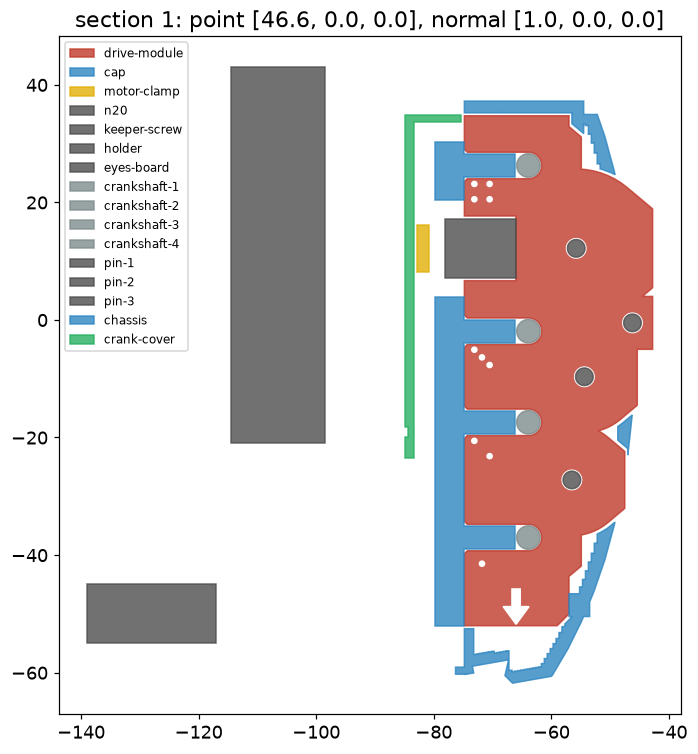 section 1: point [46.6, 0.0, 0.0], normal [1.0, 0.0, 0.0]
drive-module
cap
motor-clamp
n20
keeper-screw
holder
eyes-board
crankshaft-1
crankshaft-2
crankshaft-3
crankshaft-4
pin-1
pin-2
pin-3
chassis
crank-cover
40
20
0
−20
−40
−60
−140 −120 −100 −80 −60 −40